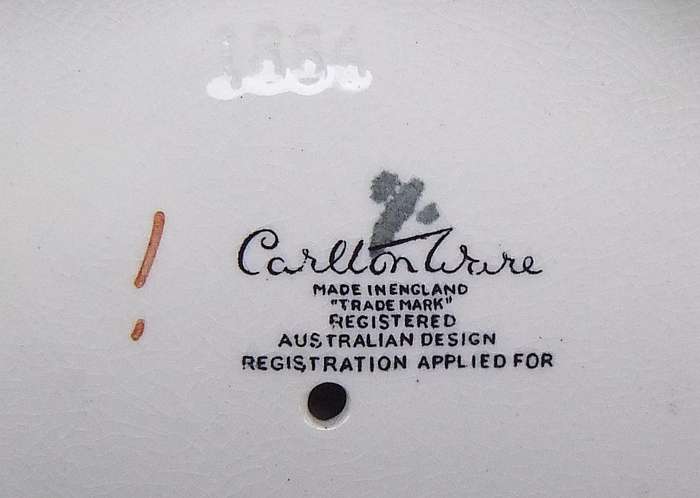 Carlton Ware
MADE IN ENGLAND
"TRADE MARK"
REGISTERED
AUSTRALIAN DESIGN
REGISTRATION APPLIED FOR